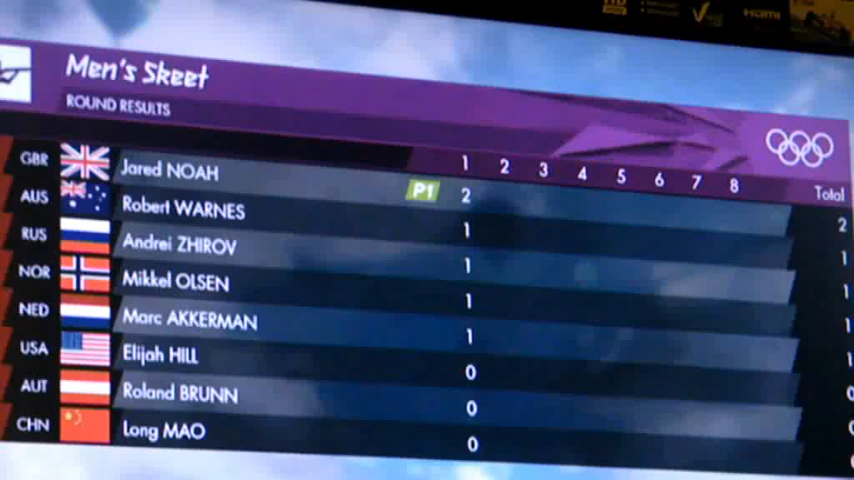 HD V HDMI
Men's Skeet
ROUND RESULTS
1 2 3 4 5 6 7 8 Total
GBR Jared NOAH P1 2 2
AUS Robert WARNES 1 1
RUS Andrei ZHIROV 1 1
NOR Mikkel OLSEN 1 1
NED Marc AKKERMAN 1 1
USA Elijah HILL 0 0
AUT Roland BRUNN 0 0
CHN Long MAO 0